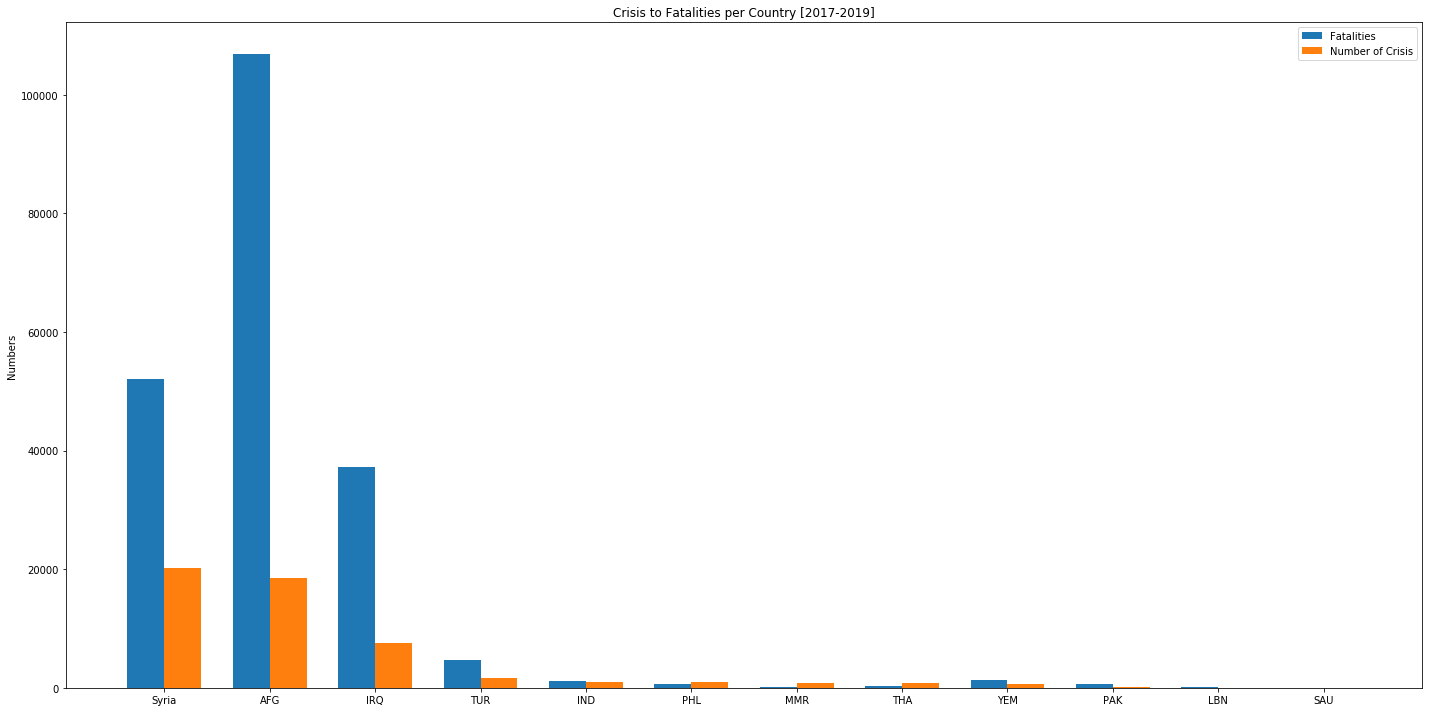 Crisis to Fatalities per Country [2017-2019]
Fatalities
Number of Crisis
100000
80000
60000
40000
20000
0
Numbers
Syria AFG IRQ TUR IND PHL MMR THA YEM PAK LBN SAU